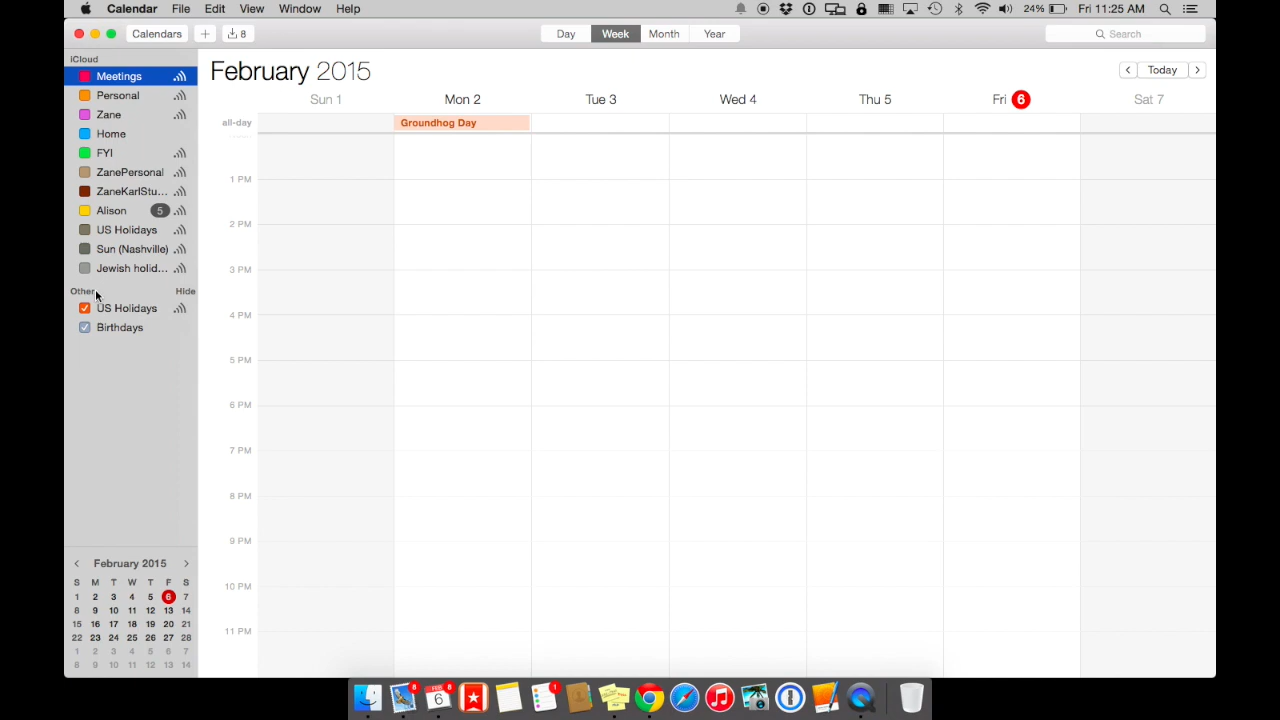 Calendar File Edit View Window Help 24% Fri 11:25 AM
Calendars + 8 Day Week Month Year Search
iCloud
Meetings
Personal
Zane
Home
FYI
ZanePersonal
ZaneKarlStu...
Alison 5
US Holidays
Sun (Nashville)
Jewish holid...
Other Hide
US Holidays
Birthdays
February 2015
S M T W T F S
1 2 3 4 5 6 7
8 9 10 11 12 13 14
15 16 17 18 19 20 21
22 23 24 25 26 27 28
1 2 3 4 5 6 7
8 9 10 11 12 13 14
February 2015 Today
Sun 1 Mon 2 Tue 3 Wed 4 Thu 5 Fri 6 Sat 7
all-day Groundhog Day
1 PM
2 PM
3 PM
4 PM
5 PM
6 PM
7 PM
8 PM
9 PM
10 PM
11 PM
8 FEB 6 8 1